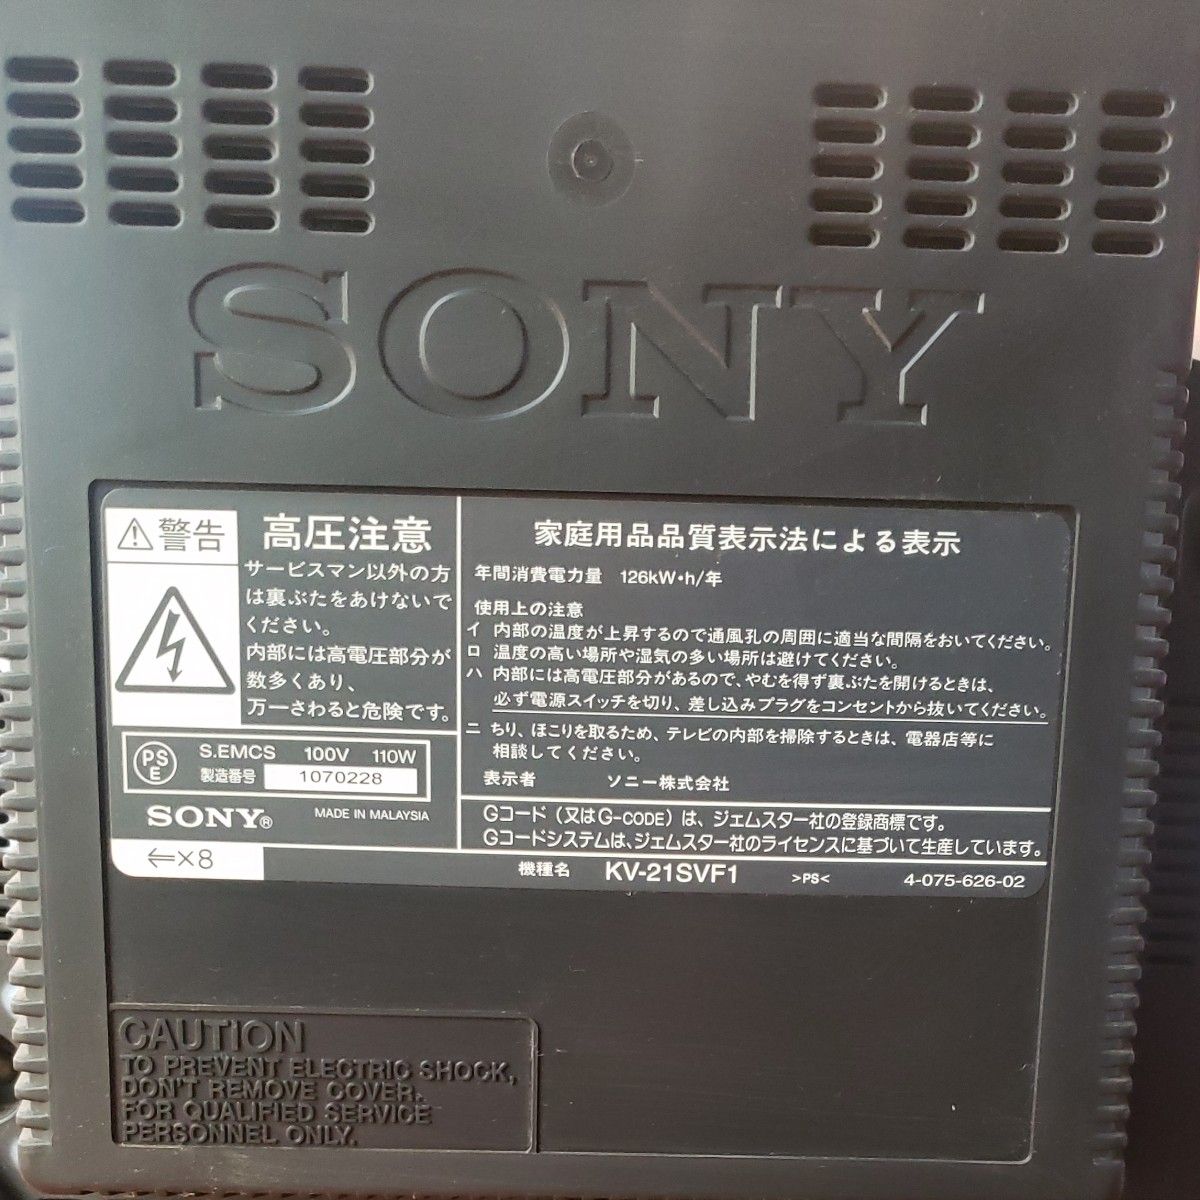 SONY
警告
高圧注意
サービスマン以外の方
は裏ぶたをあけないで
ください。
内部には高電圧部分が
数多くあり、
万一さわると危険です。
PS
E
S.EMCS 100V 110W
製造番号 1070228
SONY®
MADE IN MALAYSIA
⇐×8
家庭用品品質表示法による表示
年間消費電力量 126kW・h/年
使用上の注意
イ 内部の温度が上昇するので通風孔の周囲に適当な間隔をおいてください。
ロ 温度の高い場所や湿気の多い場所は避けてください。
ハ 内部には高電圧部分があるので、やむを得ず裏ぶたを開けるときは、
必ず電源スイッチを切り、差し込みプラグをコンセントから抜いてください。
ニ ちり、ほこりを取るため、テレビの内部を掃除するときは、電器店等に
相談してください。
表示者 ソニー株式会社
Gコード（又はG-CODE）は、ジェムスター社の登録商標です。
Gコードシステムは、ジェムスター社のライセンスに基づいて生産しています。
機種名 KV-21SVF1 >PS< 4-075-626-02
CAUTION
TO PREVENT ELECTRIC SHOCK,
DON'T REMOVE COVER.
FOR QUALIFIED SERVICE
PERSONNEL ONLY.